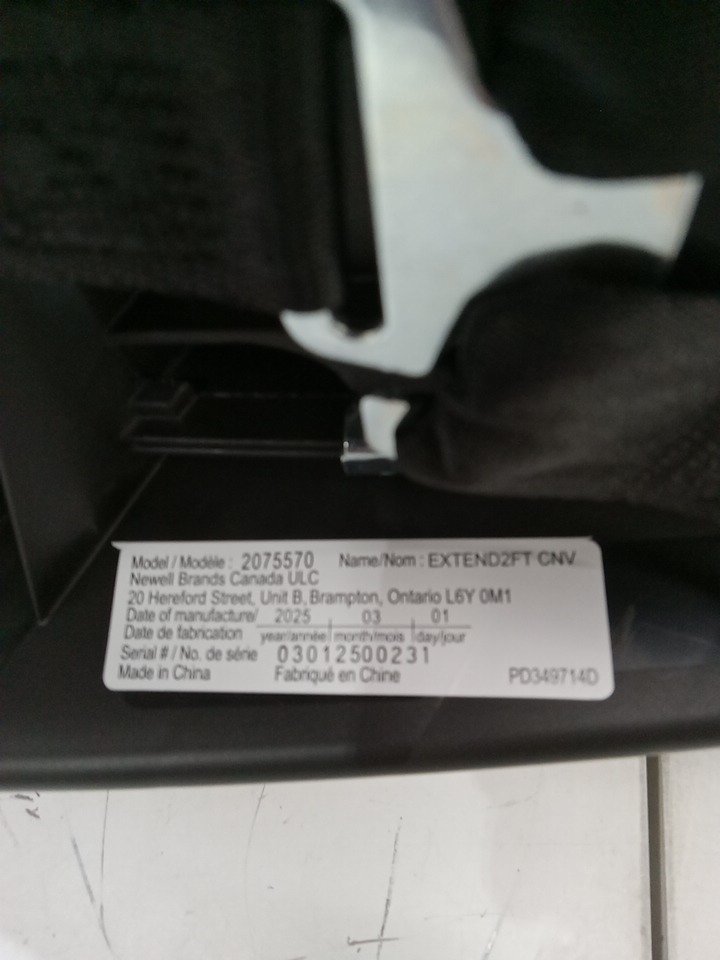 Model / Modèle : 2075570 Name/Nom : EXTEND2FT CNV
Newell Brands Canada ULC
20 Hereford Street, Unit B, Brampton, Ontario L6Y 0M1
Date of manufacture/ 2025 03 01
Date de fabrication year/année month/mois day/jour
Serial # / No. de série 03012500231
Made in China Fabriqué en Chine PD349714D